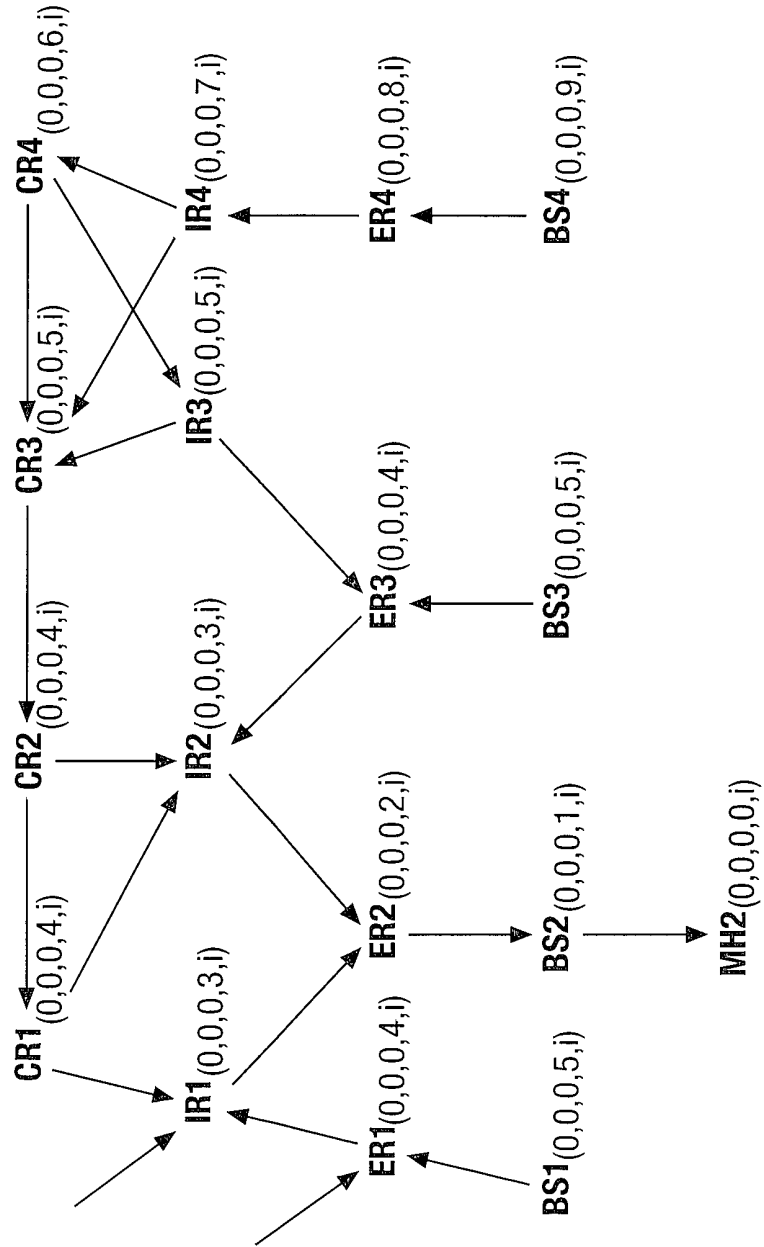 CR1(0,0,0,4,i) CR2(0,0,0,4,i) CR3(0,0,0,5,i) CR4(0,0,0,6,i)
IR1(0,0,0,3,i) IR2(0,0,0,3,i) IR3(0,0,0,5,i) IR4(0,0,0,7,i)
ER1(0,0,0,4,i) ER2(0,0,0,2,i) ER3(0,0,0,4,i) ER4(0,0,0,8,i)
BS1(0,0,0,5,i) BS2(0,0,0,1,i) BS3(0,0,0,5,i) BS4(0,0,0,9,i)
MH2(0,0,0,0,i)